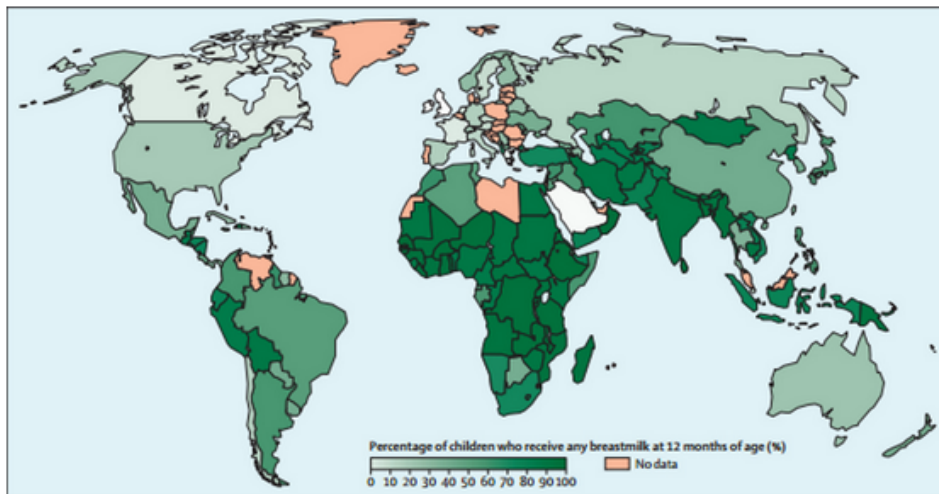 Percentage of children who receive any breastmilk at 12 months of age (%)
0 10 20 30 40 50 60 70 80 90 100
No data